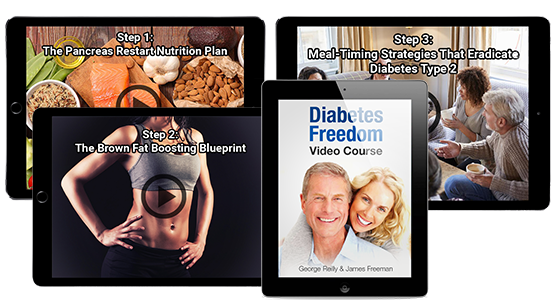 Step 1:
The Pancreas Restart Nutrition Plan
Step 2:
The Brown Fat Boosting Blueprint
Step 3:
Meal-Timing Strategies That Eradicate
Diabetes Type 2
Diabetes
Freedom
Video Course
George Reilly & James Freeman